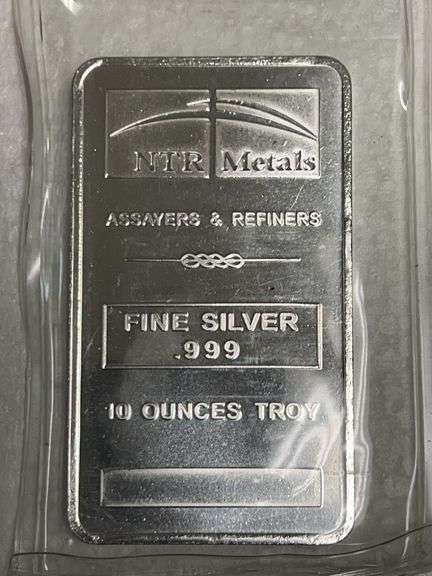 NTR Metals
ASSAYERS & REFINERS
FINE SILVER
.999
10 OUNCES TROY